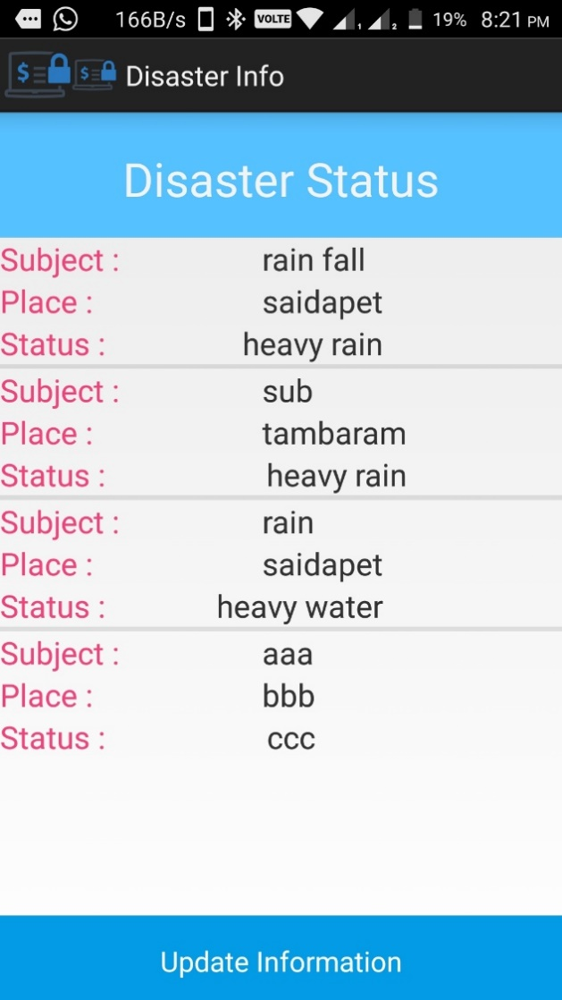 166B/s VOLTE 1 2 19% 8:21 PM
$ $ Disaster Info
Disaster Status
Subject : rain fall
Place : saidapet
Status : heavy rain
Subject : sub
Place : tambaram
Status : heavy rain
Subject : rain
Place : saidapet
Status : heavy water
Subject : aaa
Place : bbb
Status : ccc
Update Information